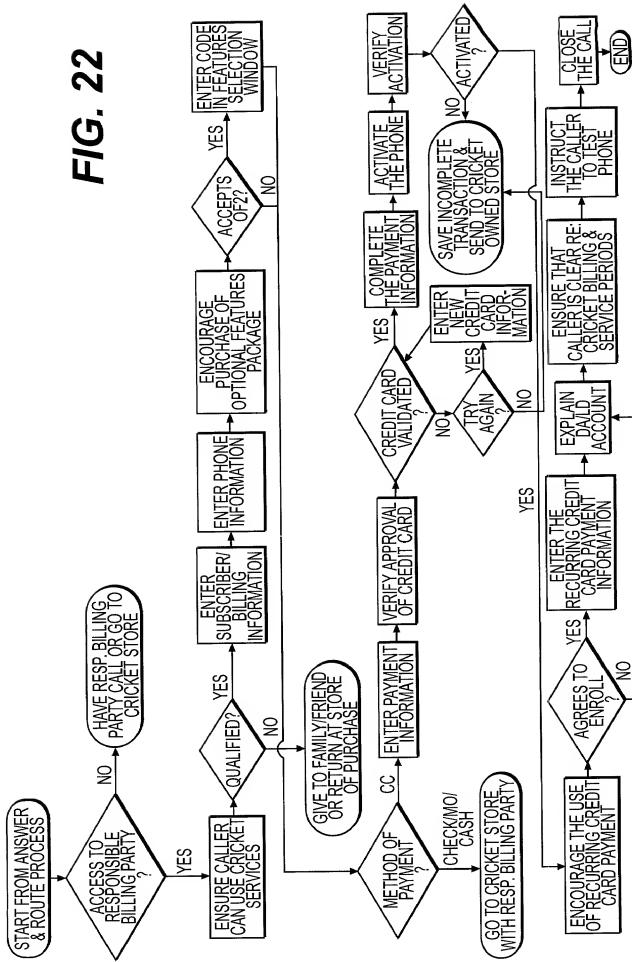 FIG. 22
START FROM ANSWER
& ROUTE PROCESS
ACCESS TO
RESPONSIBLE
BILLING PARTY
?
NO
HAVE RESP. BILLING
PARTY CALL OR GO TO
CRICKET STORE
YES
ENSURE CALLER
CAN USE CRICKET
SERVICES
QUALIFIED?
NO
GIVE TO FAMILY/FRIEND
OR RETURN AT STORE
OF PURCHASE
YES
ENTER
SUBSCRIBER/
BILLING
INFORMATION
ENTER PHONE
INFORMATION
ENCOURAGE
PURCHASE OF
OPTIONAL FEATURES
PACKAGE
ACCEPTS
OF2?
YES
NO
ENTER CODE
IN FEATURES
SELECTION
WINDOW
METHOD OF
PAYMENT
?
CHECK/MO/
CASH
GO TO CRICKET STORE
WITH RESP. BILLING PARTY
CC
ENTER PAYMENT
INFORMATION
VERIFY APPROVAL
OF CREDIT CARD
CREDIT CARD
VALIDATED
?
NO
TRY
AGAIN
?
YES
NO
ENTER
NEW
CREDIT
CARD
INFOR-
MATION
YES
COMPLETE
THE PAYMENT
INFORMATION
ACTIVATE
THE PHONE
VERIFY
ACTIVATION
ACTIVATED
?
NO
SAVE INCOMPLETE
TRANSACTION &
SEND TO CRICKET
OWNED STORE
YES
ENCOURAGE THE USE
OF RECURRING CREDIT
CARD PAYMENT
AGREES TO
ENROLL
?
YES
NO
ENTER THE
RECURRING CREDIT
CARD PAYMENT
INFORMATION
EXPLAIN
DA/LD
ACCOUNT
ENSURE THAT
CALLER IS CLEAR RE:
CRICKET BILLING &
SERVICE PERIODS
INSTRUCT
THE CALLER
TO TEST
PHONE
CLOSE
THE CALL
END